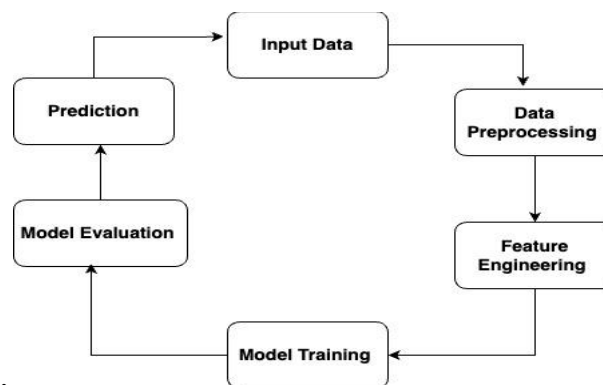 Input Data
Data
Preprocessing
Feature
Engineering
Model Training
Model Evaluation
Prediction